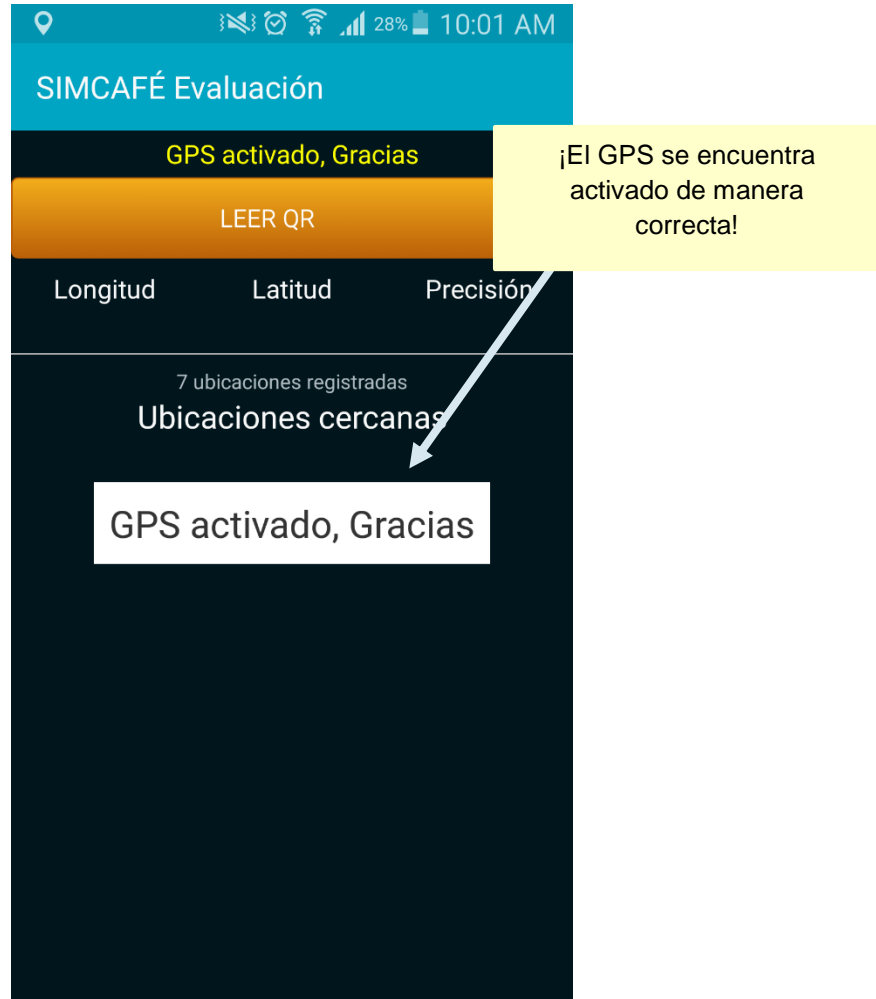 28% 10:01 AM
SIMCAFÉ Evaluación
GPS activado, Gracias
¡El GPS se encuentra
activado de manera
correcta!
LEER QR
Longitud Latitud Precisión
7 ubicaciones registradas
Ubicaciones cercanas
GPS activado, Gracias